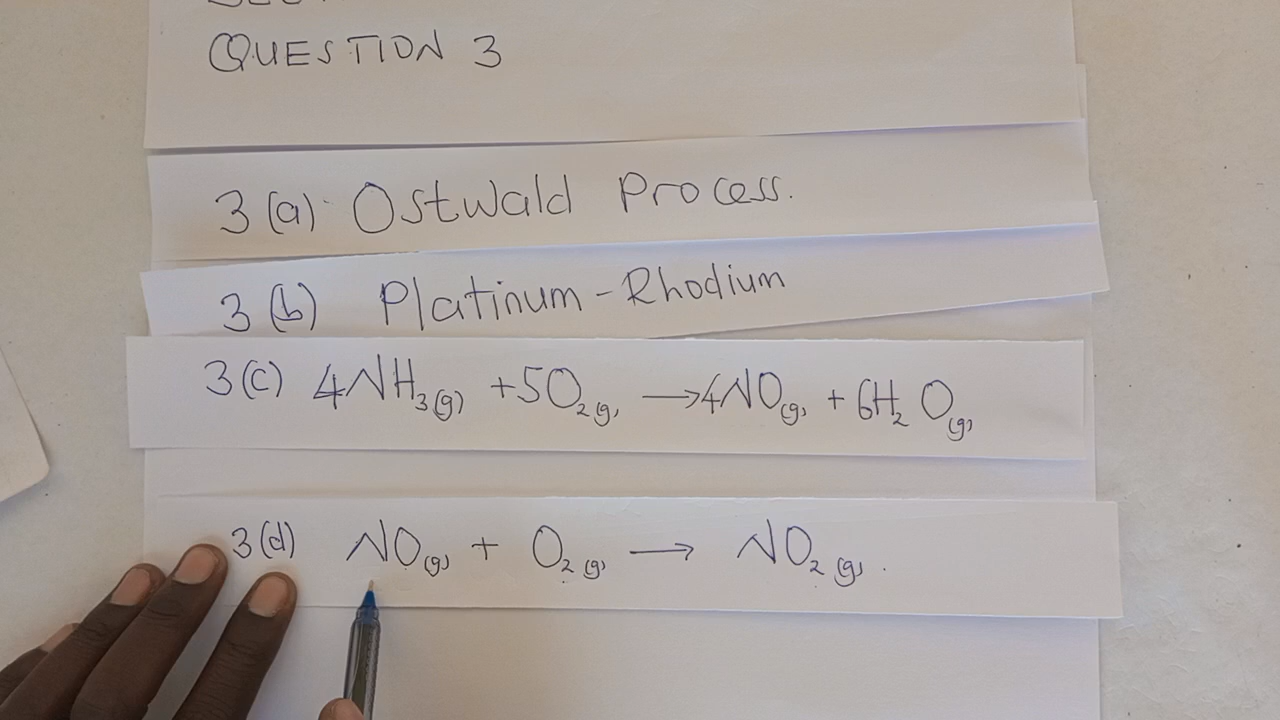 QUESTION 3
3(a) Ostwald Process.
3(b) Platinum-Rhodium
3(c) 4NH₃(g) + 5O₂(g) → 4NO(g) + 6H₂O(g)
3(d) NO(g) + O₂(g) → NO₂(g).